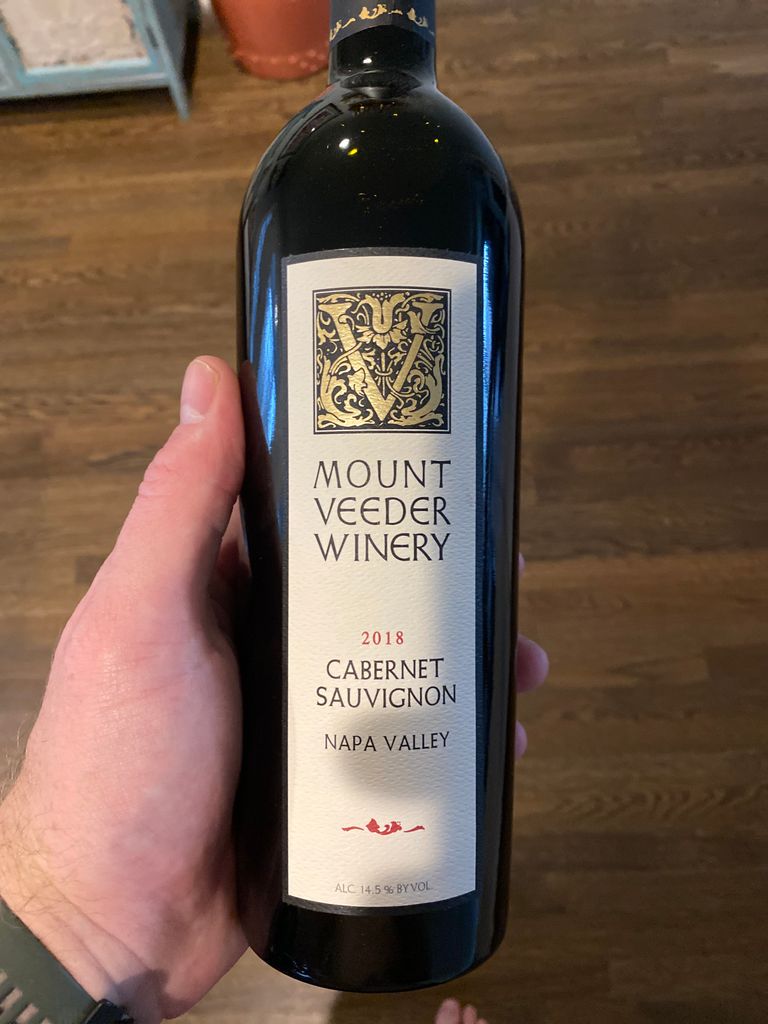 V
MOUNT
VEEDER
WINERY
2018
CABERNET
SAUVIGNON
NAPA VALLEY
ALC. 14.5 % BY VOL.